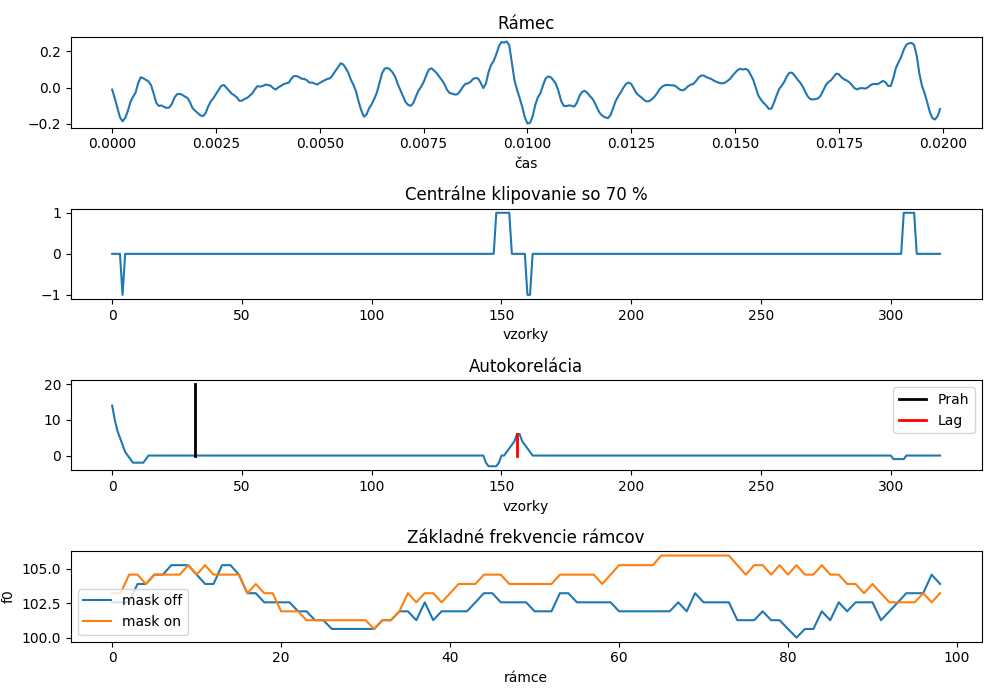 Rámec
0.2
0.0
−0.2
0.0000 0.0025 0.0050 0.0075 0.0100 0.0125 0.0150 0.0175 0.0200
čas
Centrálne klipovanie so 70 %
1
0
−1
0 50 100 150 200 250 300
vzorky
Autokorelácia
20
10
0
Prah
Lag
0 50 100 150 200 250 300
vzorky
Základné frekvencie rámcov
f0
105.0
102.5
100.0
mask off
mask on
0 20 40 60 80 100
rámce